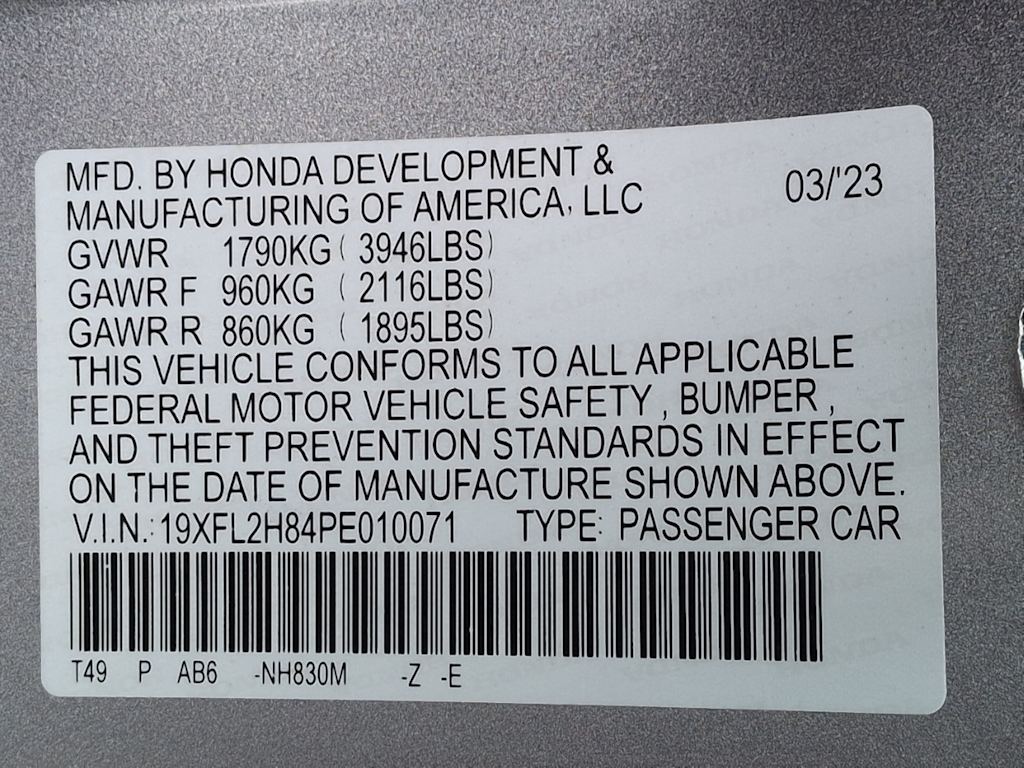 MFD. BY HONDA DEVELOPMENT &
MANUFACTURING OF AMERICA, LLC
03/'23
GVWR 1790KG ( 3946LBS)
GAWR F 960KG ( 2116LBS)
GAWR R 860KG ( 1895LBS)
THIS VEHICLE CONFORMS TO ALL APPLICABLE
FEDERAL MOTOR VEHICLE SAFETY , BUMPER ,
AND THEFT PREVENTION STANDARDS IN EFFECT
ON THE DATE OF MANUFACTURE SHOWN ABOVE.
V.I.N.: 19XFL2H84PE010071 TYPE: PASSENGER CAR
T49 P AB6 -NH830M -Z -E